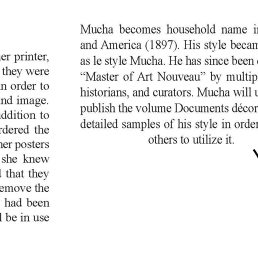 er printer,
they were
n order to
nd image.
ddition to
rdered the
her posters
she knew
l that they
emove the
had been
l be in use
Mucha becomes household name i
and America (1897). His style becam
as le style Mucha. He has since been
"Master of Art Nouveau" by multip
historians, and curators. Mucha will u
publish the volume Documents décor
detailed samples of his style in order
others to utilize it.